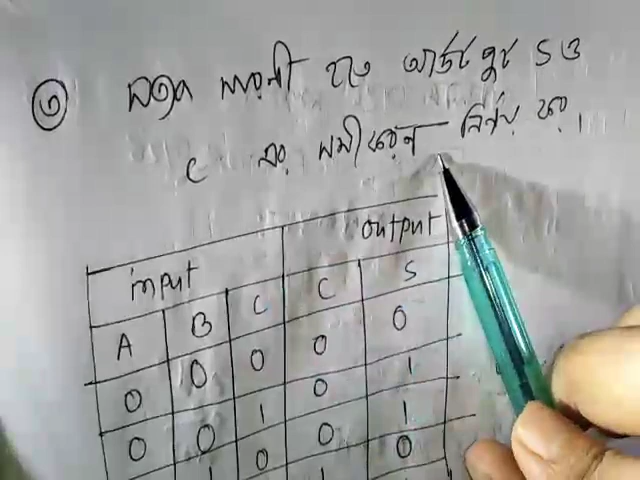 ৩ সত্যক সারণী হতে আউটপুট S ও
C এর সমীকরণ নির্ণয় কর।
input output
A B C C S
0 0 0 0 0
0 0 1 0 1
0 1